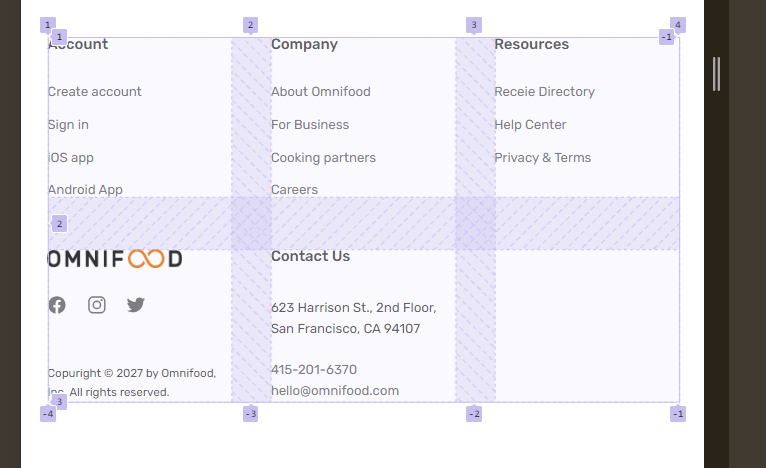 1 2 3 4
1 -1
Account Company Resources
Create account About Omnifood Receie Directory
Sign in For Business Help Center
iOS app Cooking partners Privacy & Terms
Android App Careers
2
OMNIFOOD Contact Us
623 Harrison St., 2nd Floor,
San Francisco, CA 94107
Copyright © 2027 by Omnifood, 415-201-6370
Inc. All rights reserved. hello@omnifood.com
3
-4 -3 -2 -1